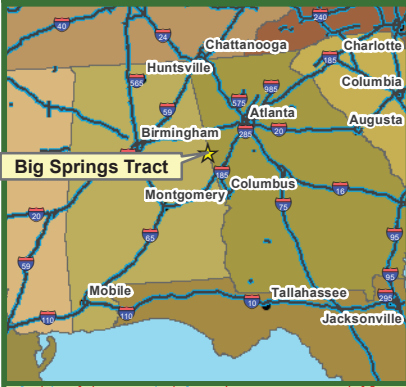 240
40
24
Chattanooga
Charlotte
185
Huntsville
565
985
Columbia
59
575
Atlanta
Augusta
Birmingham
285
20
Big Springs Tract
185
Columbus
16
Montgomery
75
20
65
95
59
95
Mobile
10
Tallahassee
295
110
110
Jacksonville